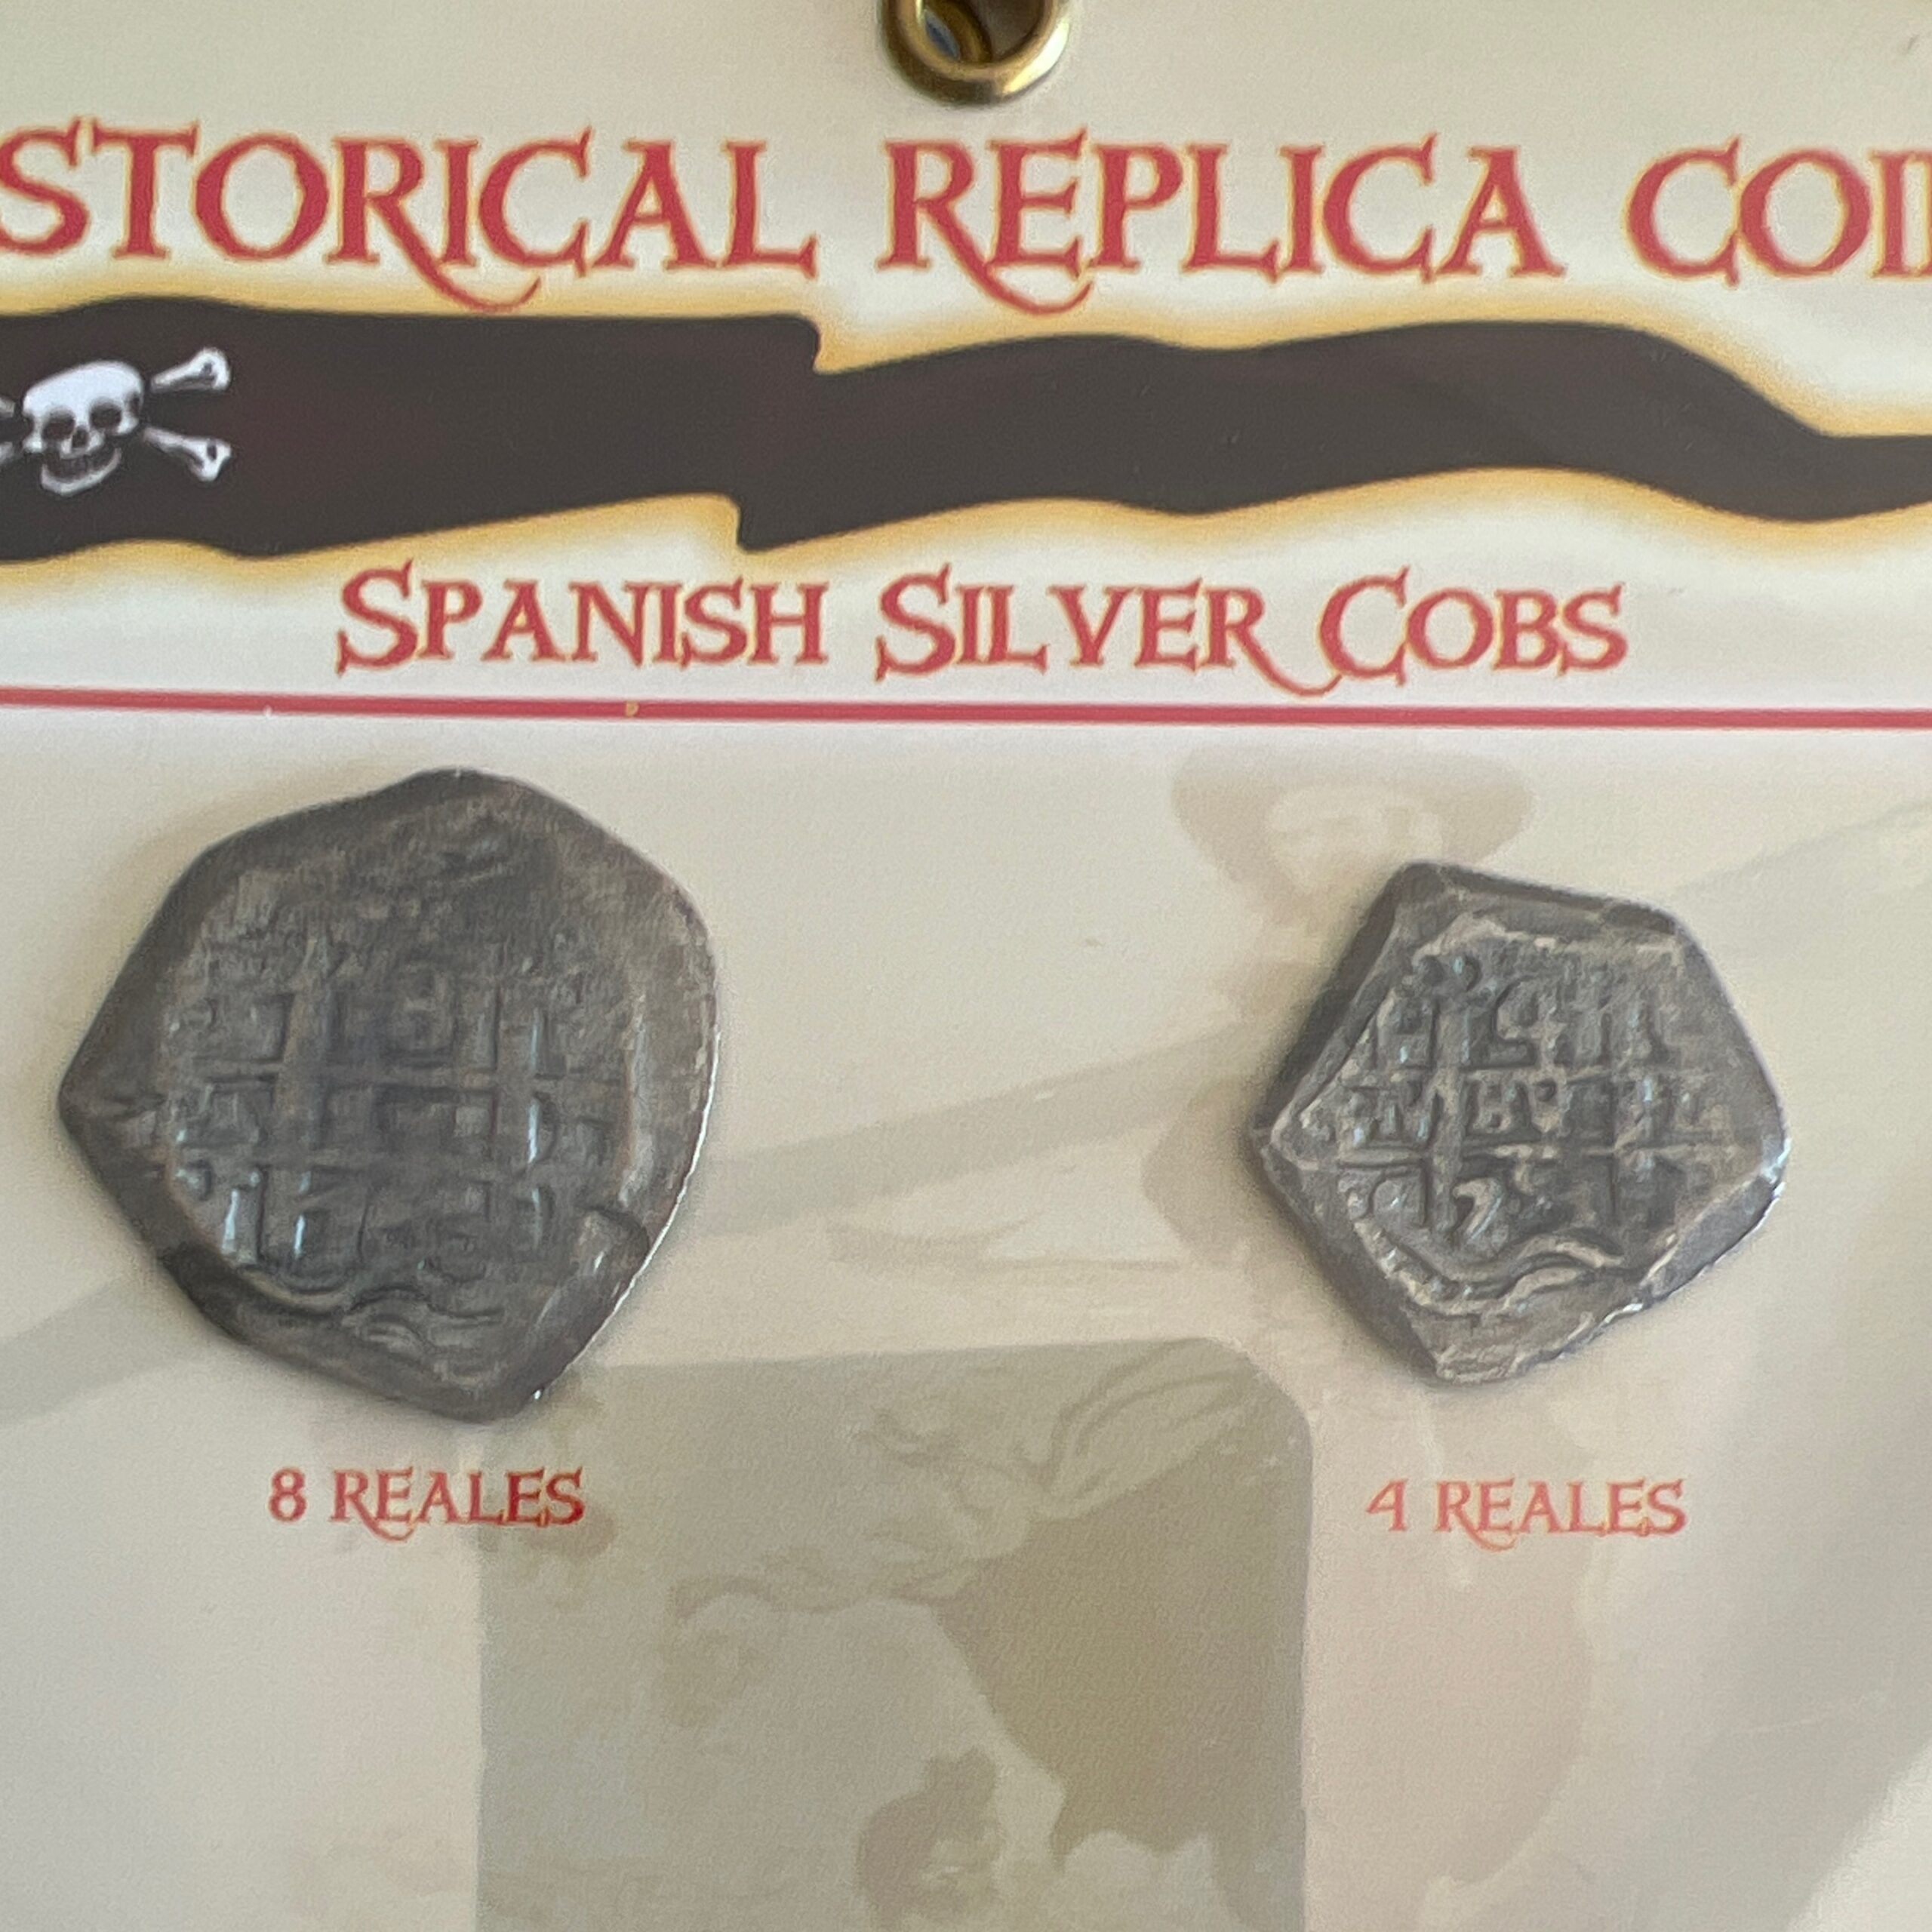 STORICAL REPLICA COI
SPANISH SILVER COBS
8 REALES
4 REALES